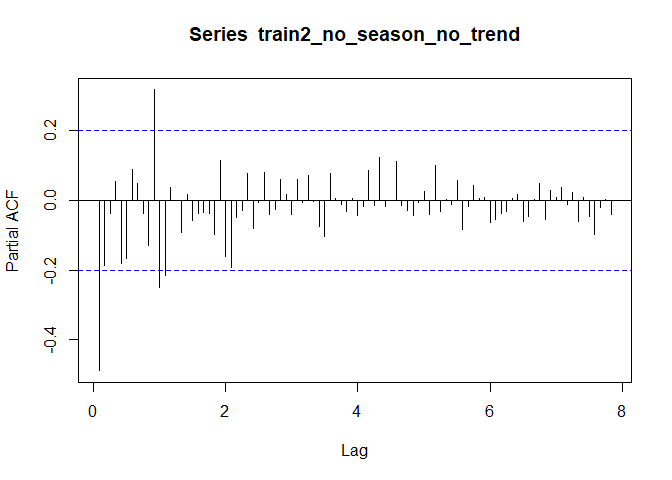 Series train2_no_season_no_trend
Partial ACF
0.2
0.0
-0.2
-0.4
0 2 4 6 8
Lag